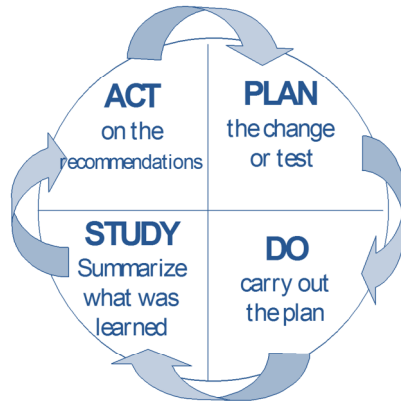 ACT
on the
recommendations
PLAN
the change
or test
STUDY
Summarize
what was
learned
DO
carry out
the plan